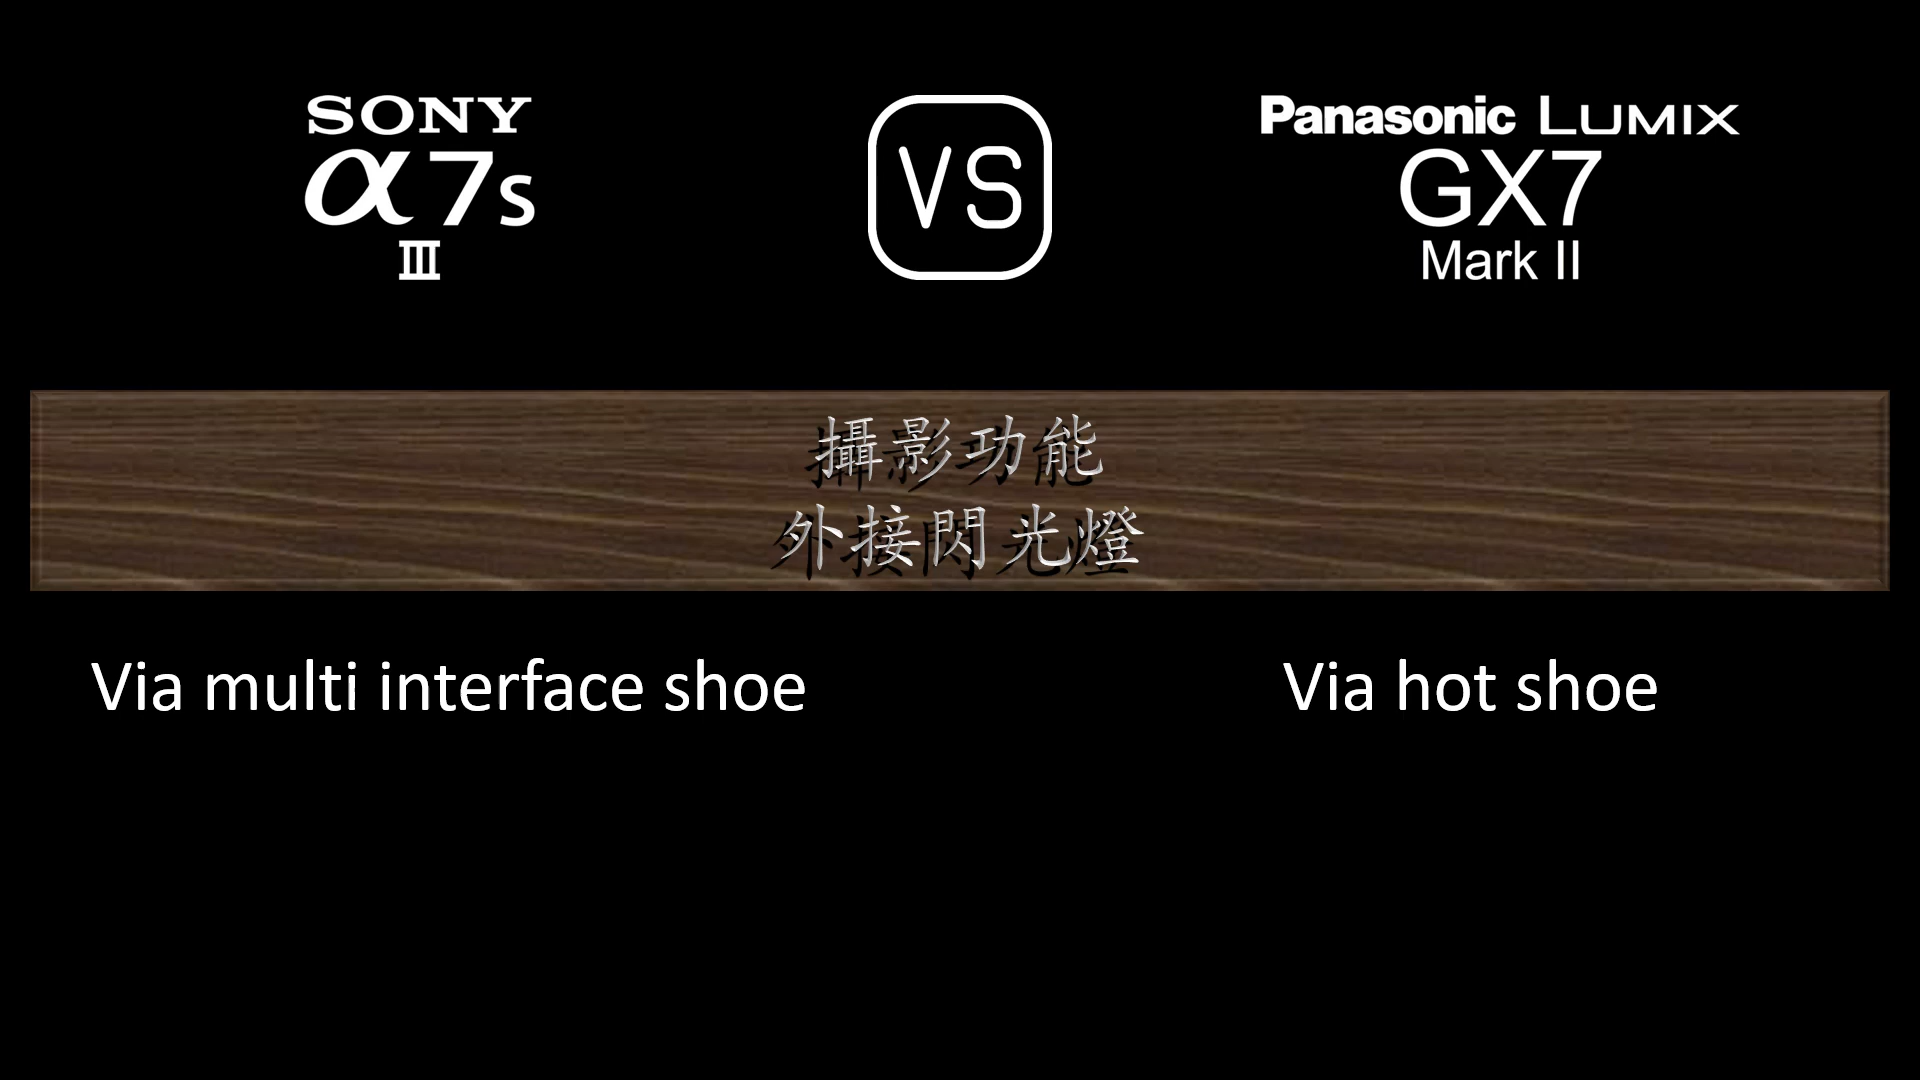 SONY
α7s
III
VS
Panasonic LUMIX
GX7
Mark II
攝影功能
外接閃光燈
Via multi interface shoe
Via hot shoe